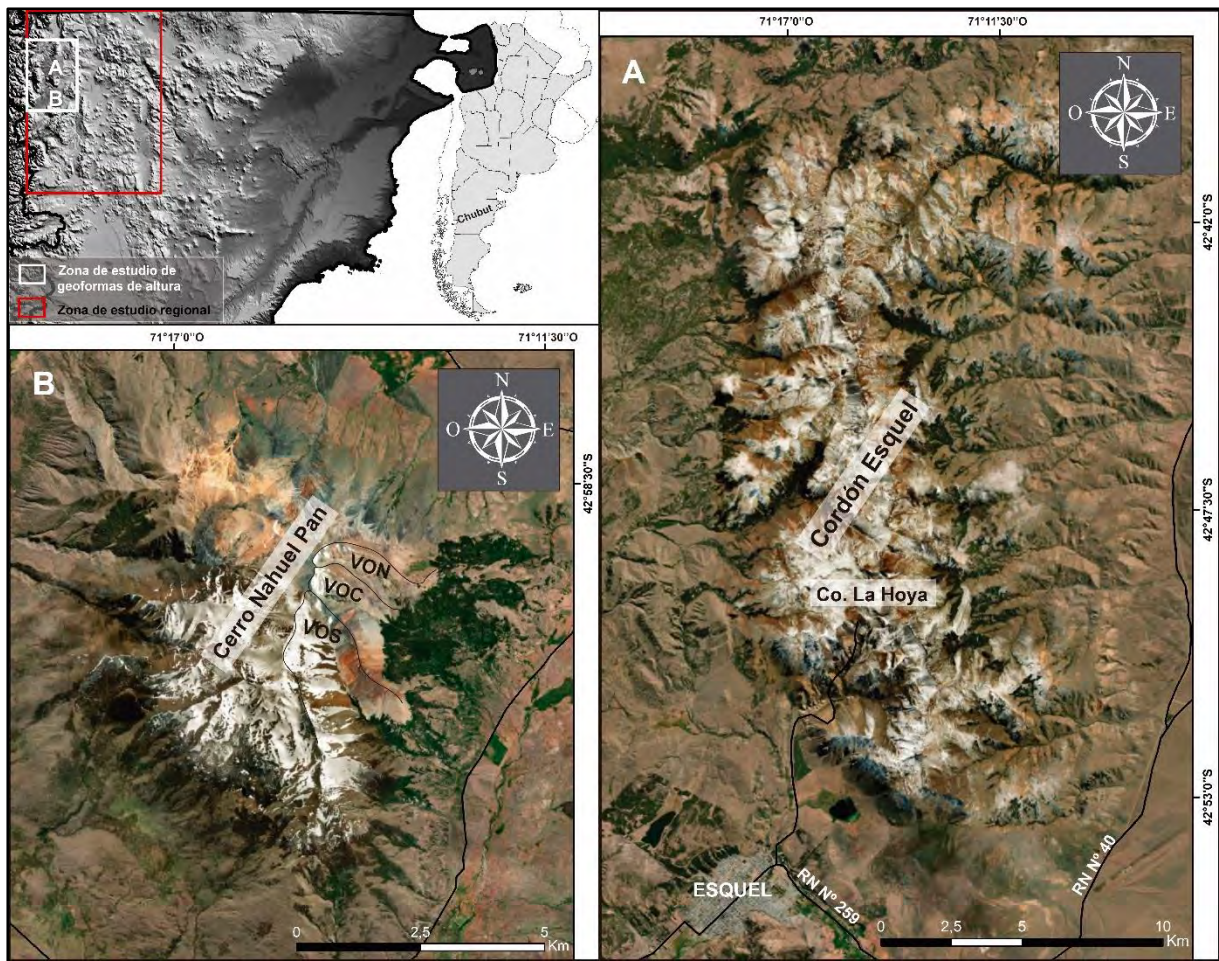 A
B
Chubut
Zona de estudio de
geoformas de altura
Zona de estudio regional
71°17'0"O
71°11'30"O
B
N
O
E
S
42°58'30"S
Cerro Nahuel Pan
VON
VOC
VOS
0
2,5
5
Km
71°17'0"O
71°11'30"O
A
N
O
E
S
42°42'0"S
42°47'30"S
42°53'0"S
Cordón Esquel
Co. La Hoya
ESQUEL
RN Nº 259
RN Nº 40
0
2,5
5
10
Km